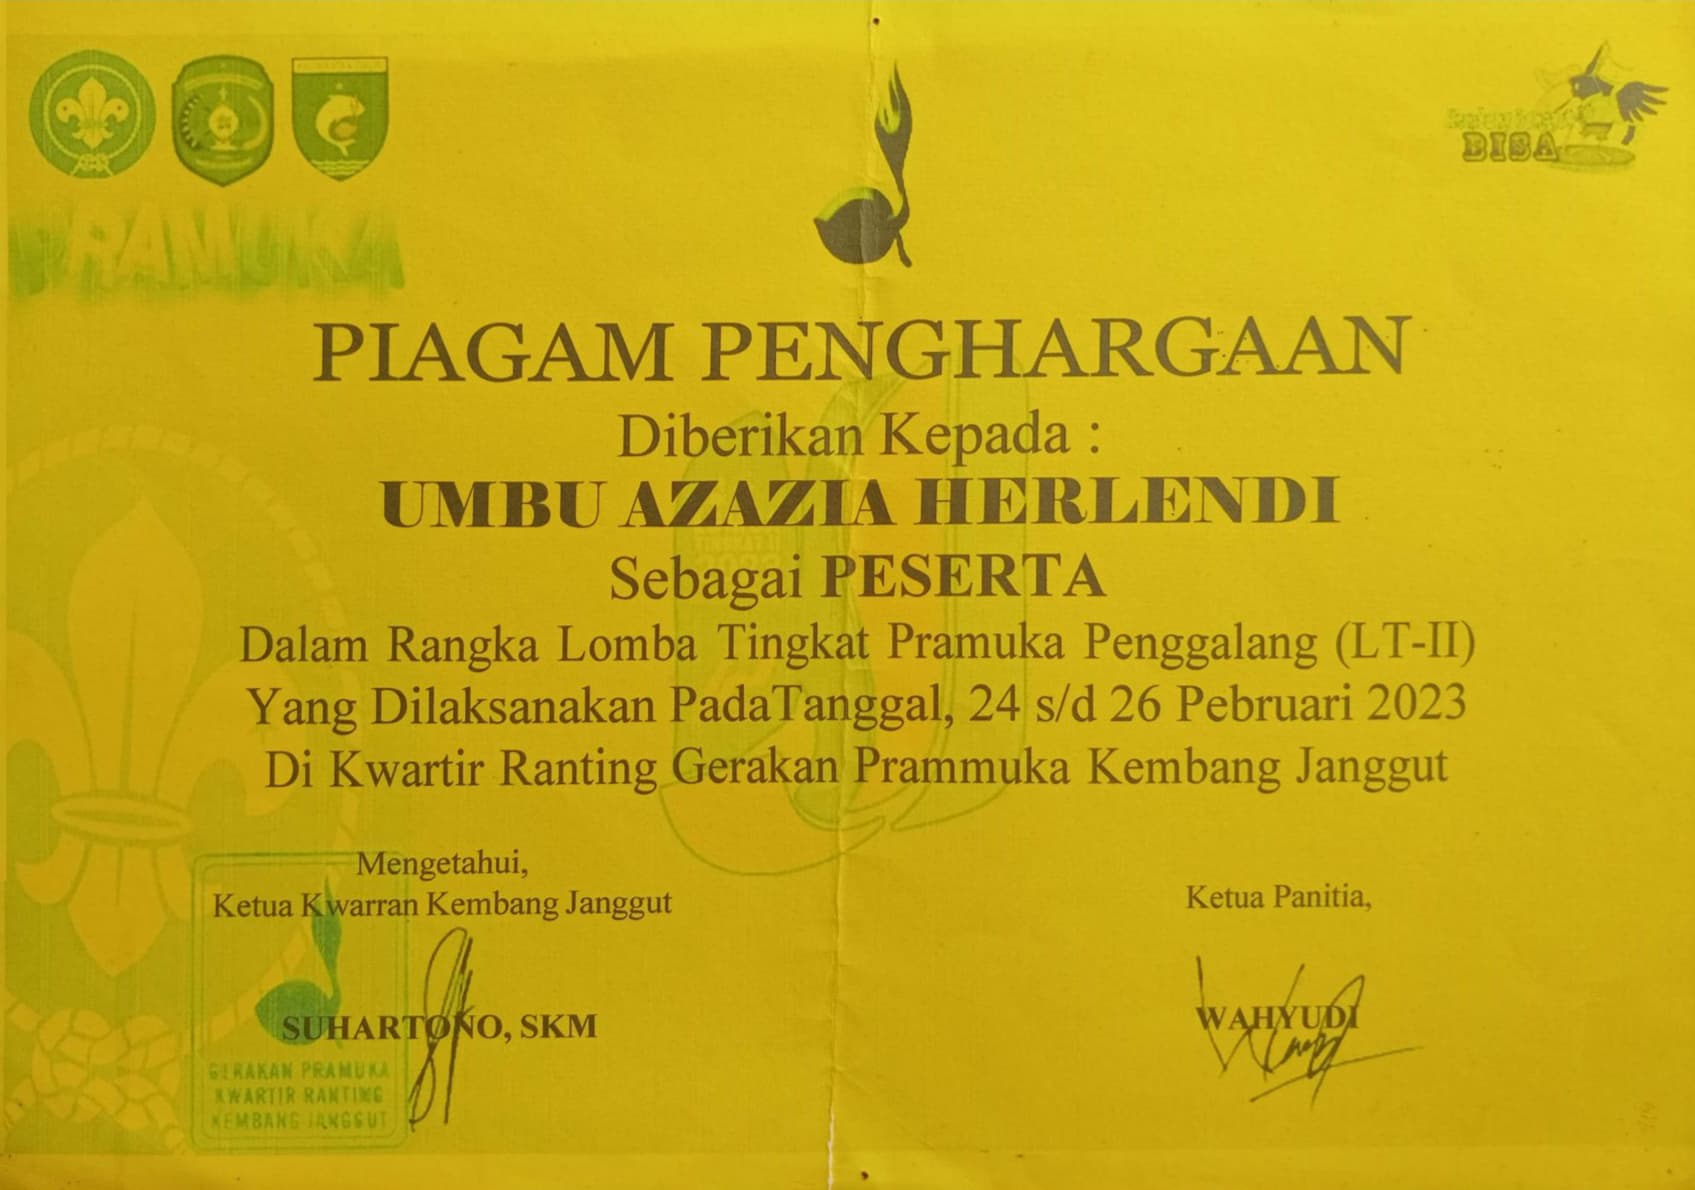 PRAMUKA
BISA
PIAGAM PENGHARGAAN
Diberikan Kepada :
UMBU AZAZIA HERLENDI
Sebagai PESERTA
Dalam Rangka Lomba Tingkat Pramuka Penggalang (LT-II)
Yang Dilaksanakan PadaTanggal, 24 s/d 26 Pebruari 2023
Di Kwartir Ranting Gerakan Prammuka Kembang Janggut
Mengetahui,
Ketua Kwarran Kembang Janggut
SUHARTONO, SKM
GERAKAN PRAMUKA
KWARTIR RANTING
KEMBANG JANGGUT
Ketua Panitia,
WAHYUDI